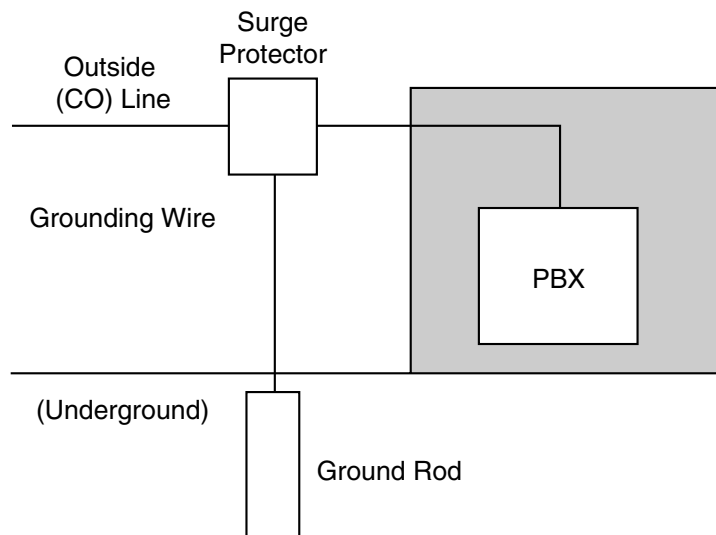 Surge
Protector
Outside
(CO) Line
Grounding Wire
PBX
(Underground)
Ground Rod